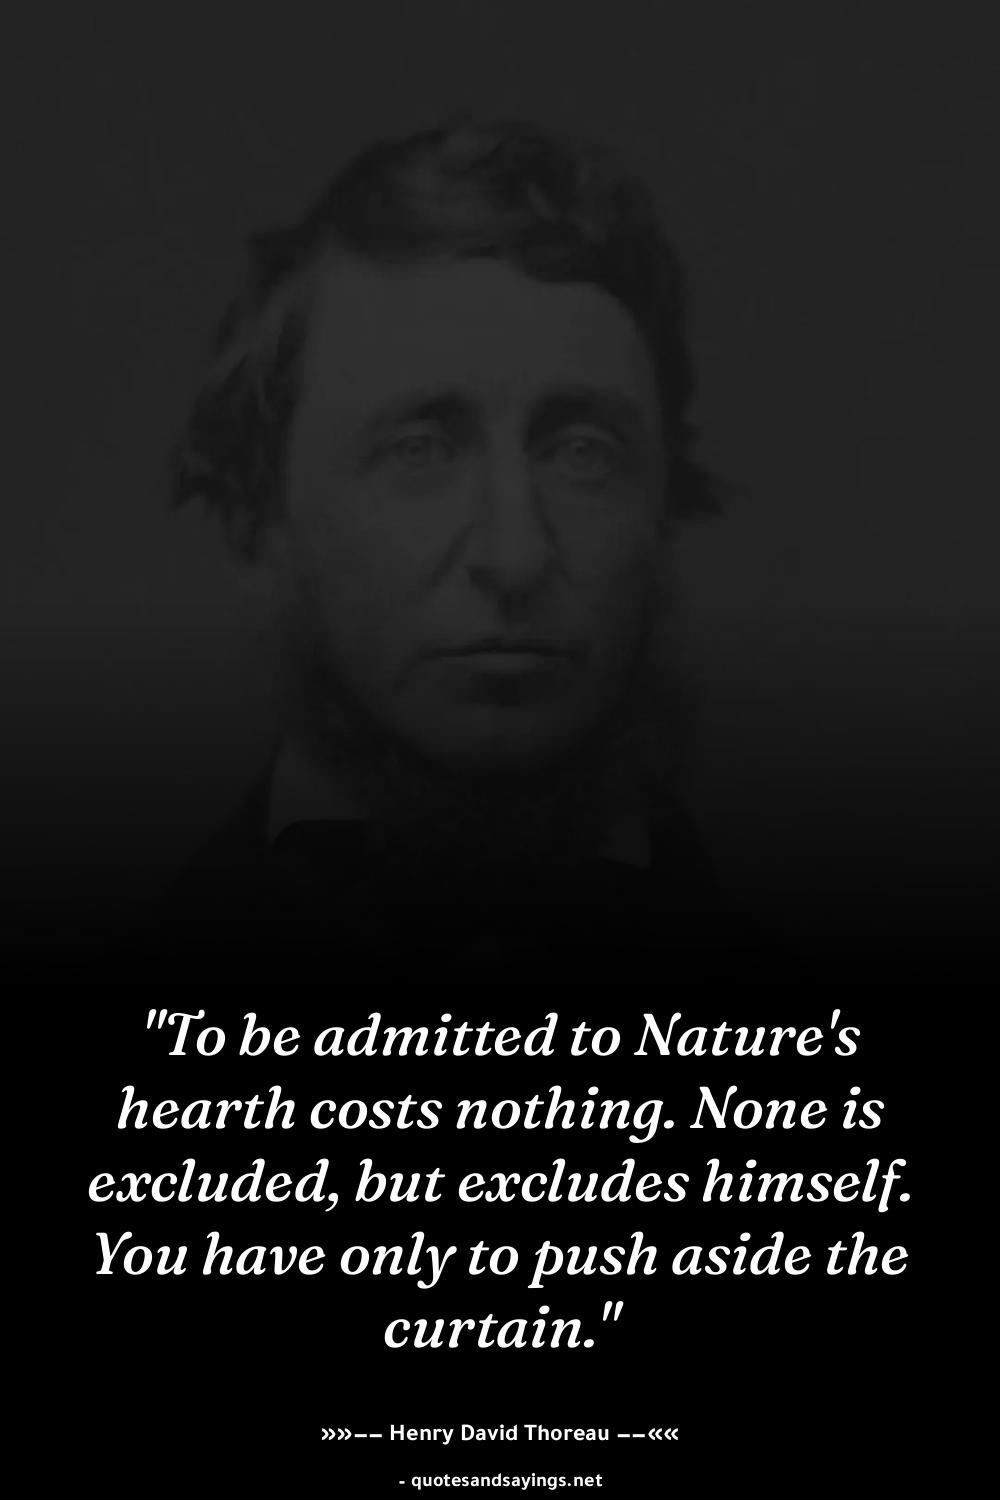 "To be admitted to Nature's
hearth costs nothing. None is
excluded, but excludes himself.
You have only to push aside the
curtain."
»»−− Henry David Thoreau −−««
- quotesandsayings.net